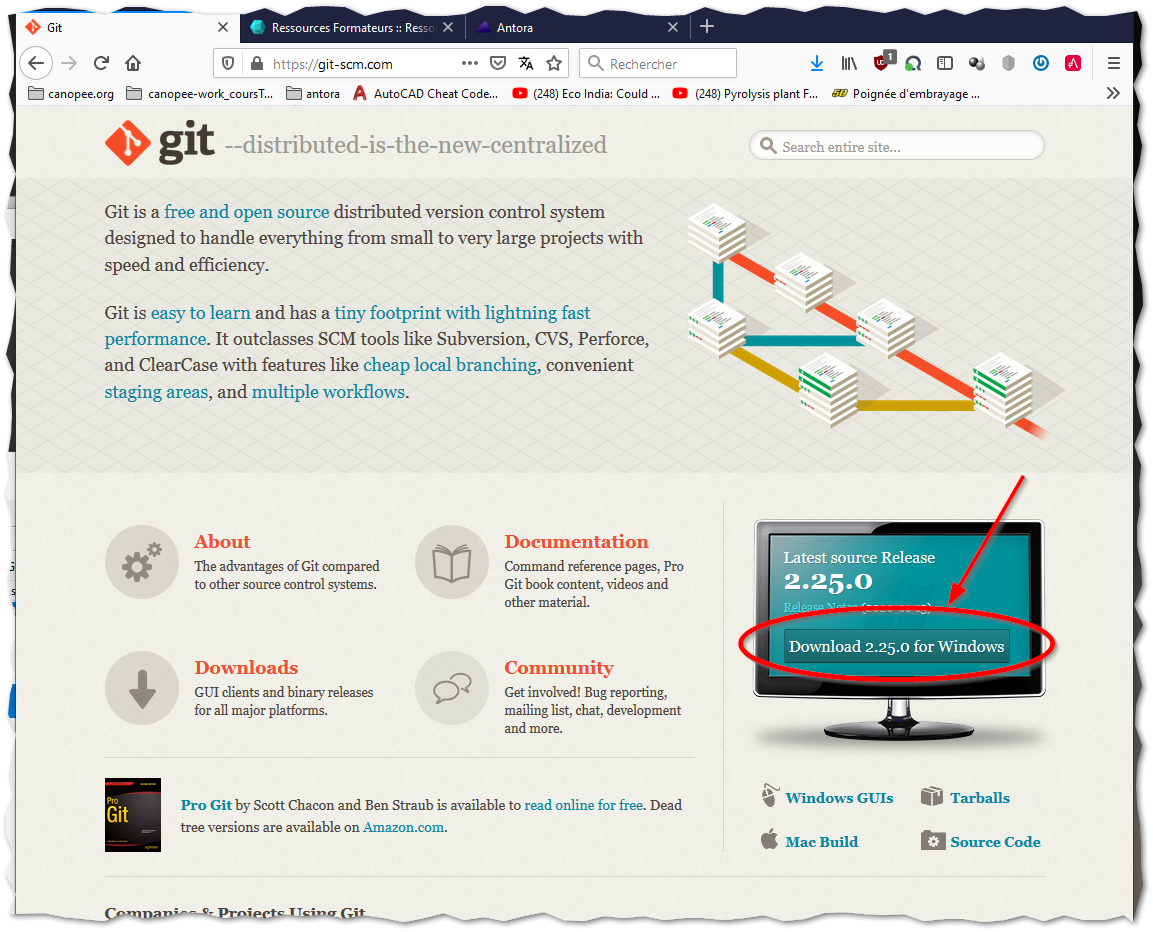 Git
Ressources Formateurs :: Resso
Antora
https://git-scm.com
Rechercher
1
canopee.org
canopee-work_coursT...
antora
AutoCAD Cheat Code...
(248) Eco India: Could ...
(248) Pyrolysis plant F...
Poignée d'embrayage ...
git --distributed-is-the-new-centralized
Search entire site...
Git is a free and open source distributed version control system
designed to handle everything from small to very large projects with
speed and efficiency.
Git is easy to learn and has a tiny footprint with lightning fast
performance. It outclasses SCM tools like Subversion, CVS, Perforce,
and ClearCase with features like cheap local branching, convenient
staging areas, and multiple workflows.
About
The advantages of Git compared
to other source control systems.
Documentation
Command reference pages, Pro
Git book content, videos and
other material.
Downloads
GUI clients and binary releases
for all major platforms.
Community
Get involved! Bug reporting,
mailing list, chat, development
and more.
Latest source Release
2.25.0
Release Notes
Download 2.25.0 for Windows
Pro
Git
Pro Git by Scott Chacon and Ben Straub is available to read online for free. Dead
tree versions are available on Amazon.com.
Windows GUIs
Tarballs
Mac Build
Source Code
Companies & Projects Using Git